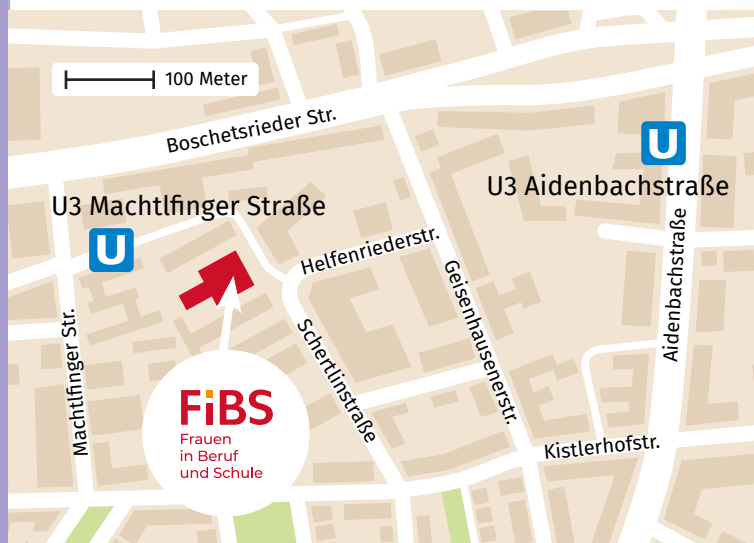 100 Meter
Boschetsrieder Str.
U
U3 Aidenbachstraße
U3 Machtlfinger Straße
U
Helfenriederstr.
Geisenhausenerstr.
Aidenbachstraße
Machtlfinger Str.
Schertlinstraße
FiBS
Frauen
in Beruf
und Schule
Kistlerhofstr.